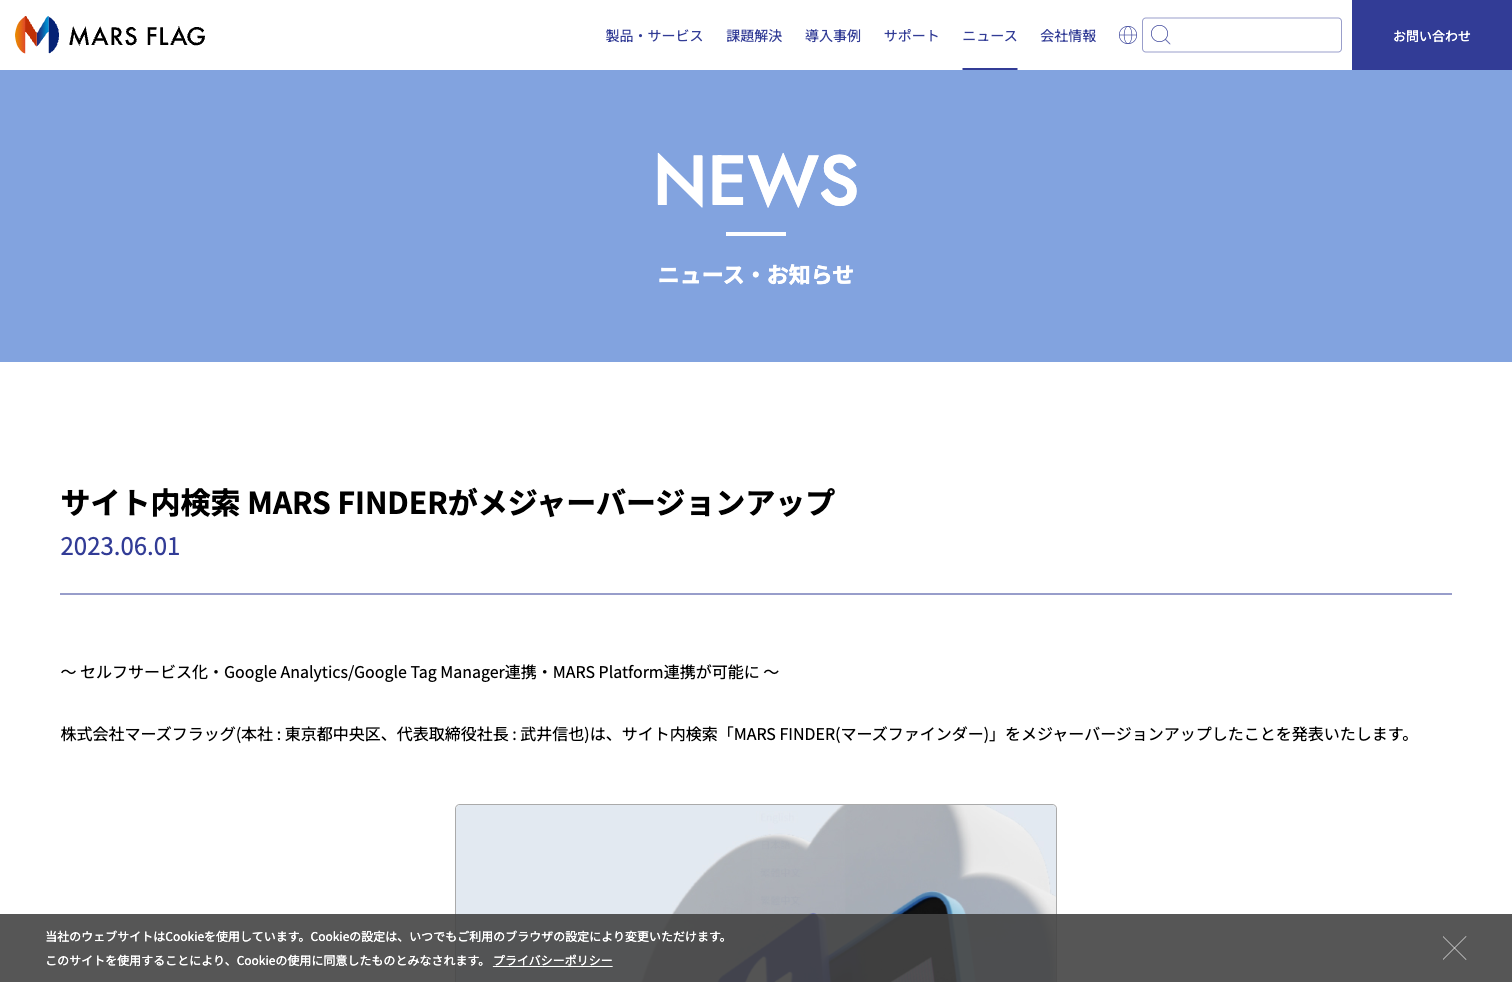 MARS FLAG
製品・サービス 課題解決 導入事例 サポート ニュース 会社情報 お問い合わせ
NEWS
ニュース・お知らせ
サイト内検索 MARS FINDERがメジャーバージョンアップ
2023.06.01
～ セルフサービス化・Google Analytics/Google Tag Manager連携・MARS Platform連携が可能に ～
株式会社マーズフラッグ(本社 : 東京都中央区、代表取締役社長 : 武井信也)は、サイト内検索「MARS FINDER(マーズファインダー)」をメジャーバージョンアップしたことを発表いたします。
当社のウェブサイトはCookieを使用しています。Cookieの設定は、いつでもご利用のブラウザの設定により変更いただけます。
このサイトを使用することにより、Cookieの使用に同意したものとみなされます。 プライバシーポリシー